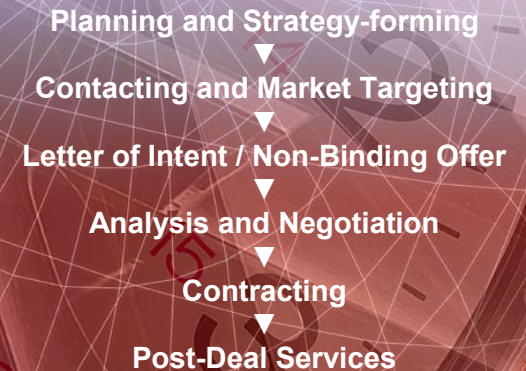 Planning and Strategy-forming
Contacting and Market Targeting
Letter of Intent / Non-Binding Offer
Analysis and Negotiation
Contracting
Post-Deal Services